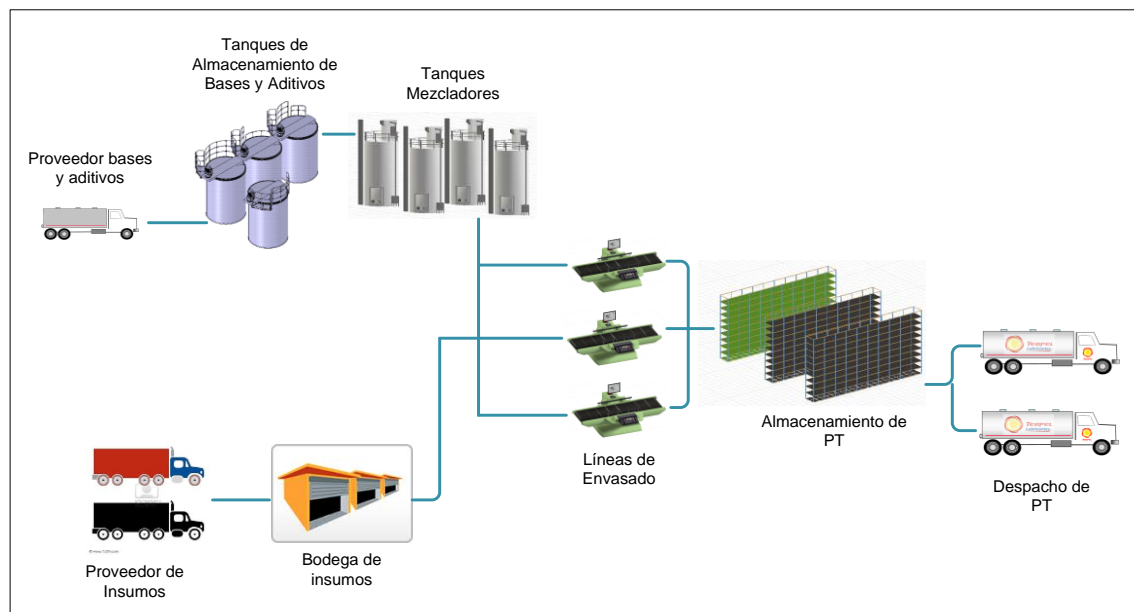 Tanques de
Almacenamiento de
Bases y Aditivos
Tanques
Mezcladores
Proveedor bases
y aditivos
Almacenamiento de
PT
Líneas de
Envasado
Despacho de
PT
Bodega de
insumos
Proveedor de
Insumos